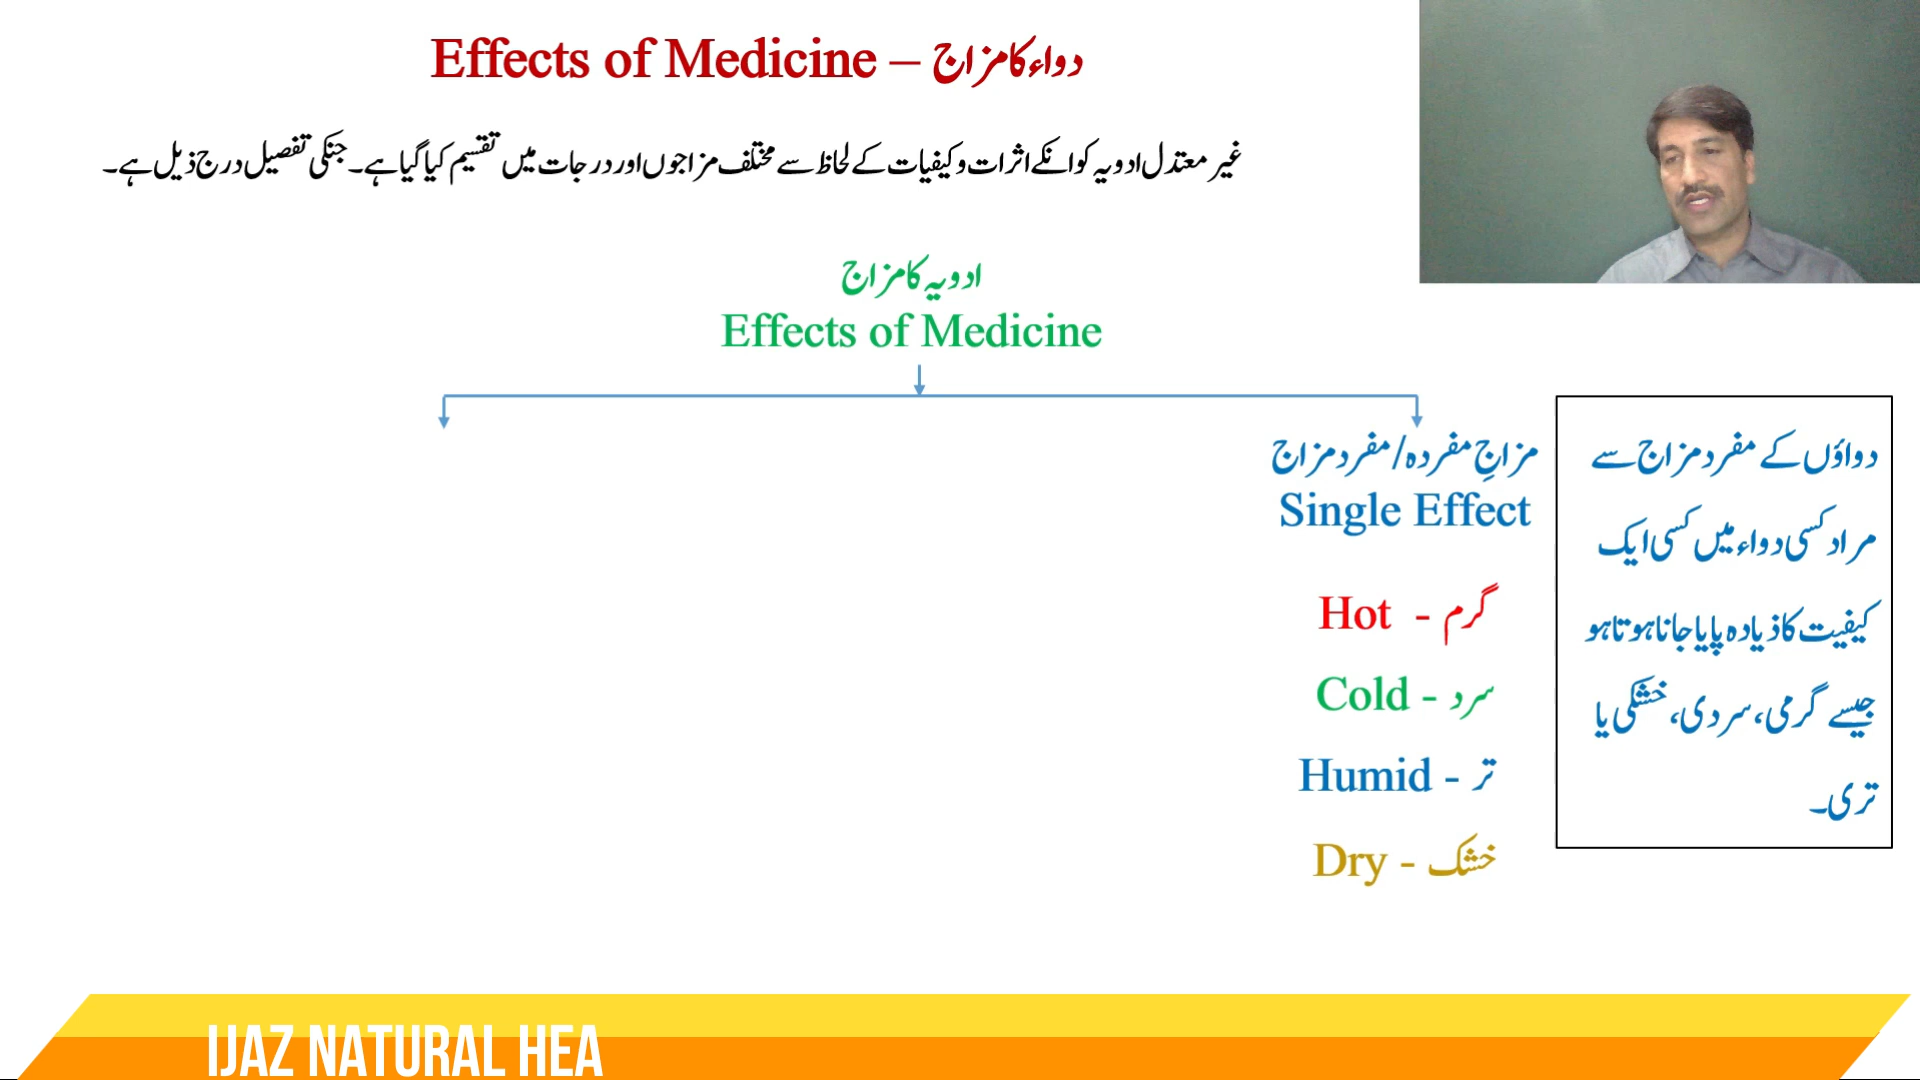 Effects of Medicine – دواء کا مزاج
غیر معتدل ادویہ کو انکے اثرات و کیفیات کے لحاظ سے مختلف مزاجوں اور درجات میں تقسیم کیا گیا ہے۔ جنکی تفصیل درج ذیل ہے۔
ادویہ کا مزاج
Effects of Medicine
مزاجِ مفردہ/مفرد مزاج
Single Effect
Hot - گرم
Cold - سرد
Humid - تر
Dry - خشک
دواؤں کے مفرد مزاج سے
مراد کسی دواء میں کسی ایک
کیفیت کا ذیادہ پایا جانا ہوتا ہو
جیسے گرمی، سردی، خشکی یا
تری۔
IJAZ NATURAL HEA